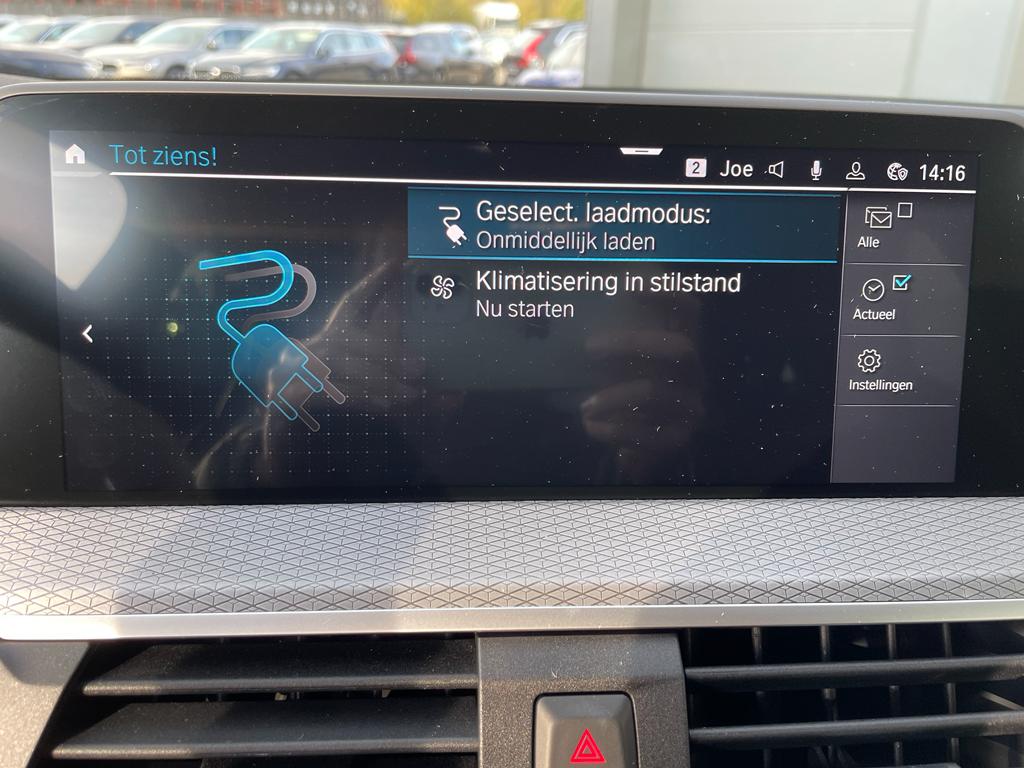 Tot ziens!
2 Joe 14:16
Geselect. laadmodus:
Onmiddellijk laden
Klimatisering in stilstand
Nu starten
Alle
Actueel
Instellingen